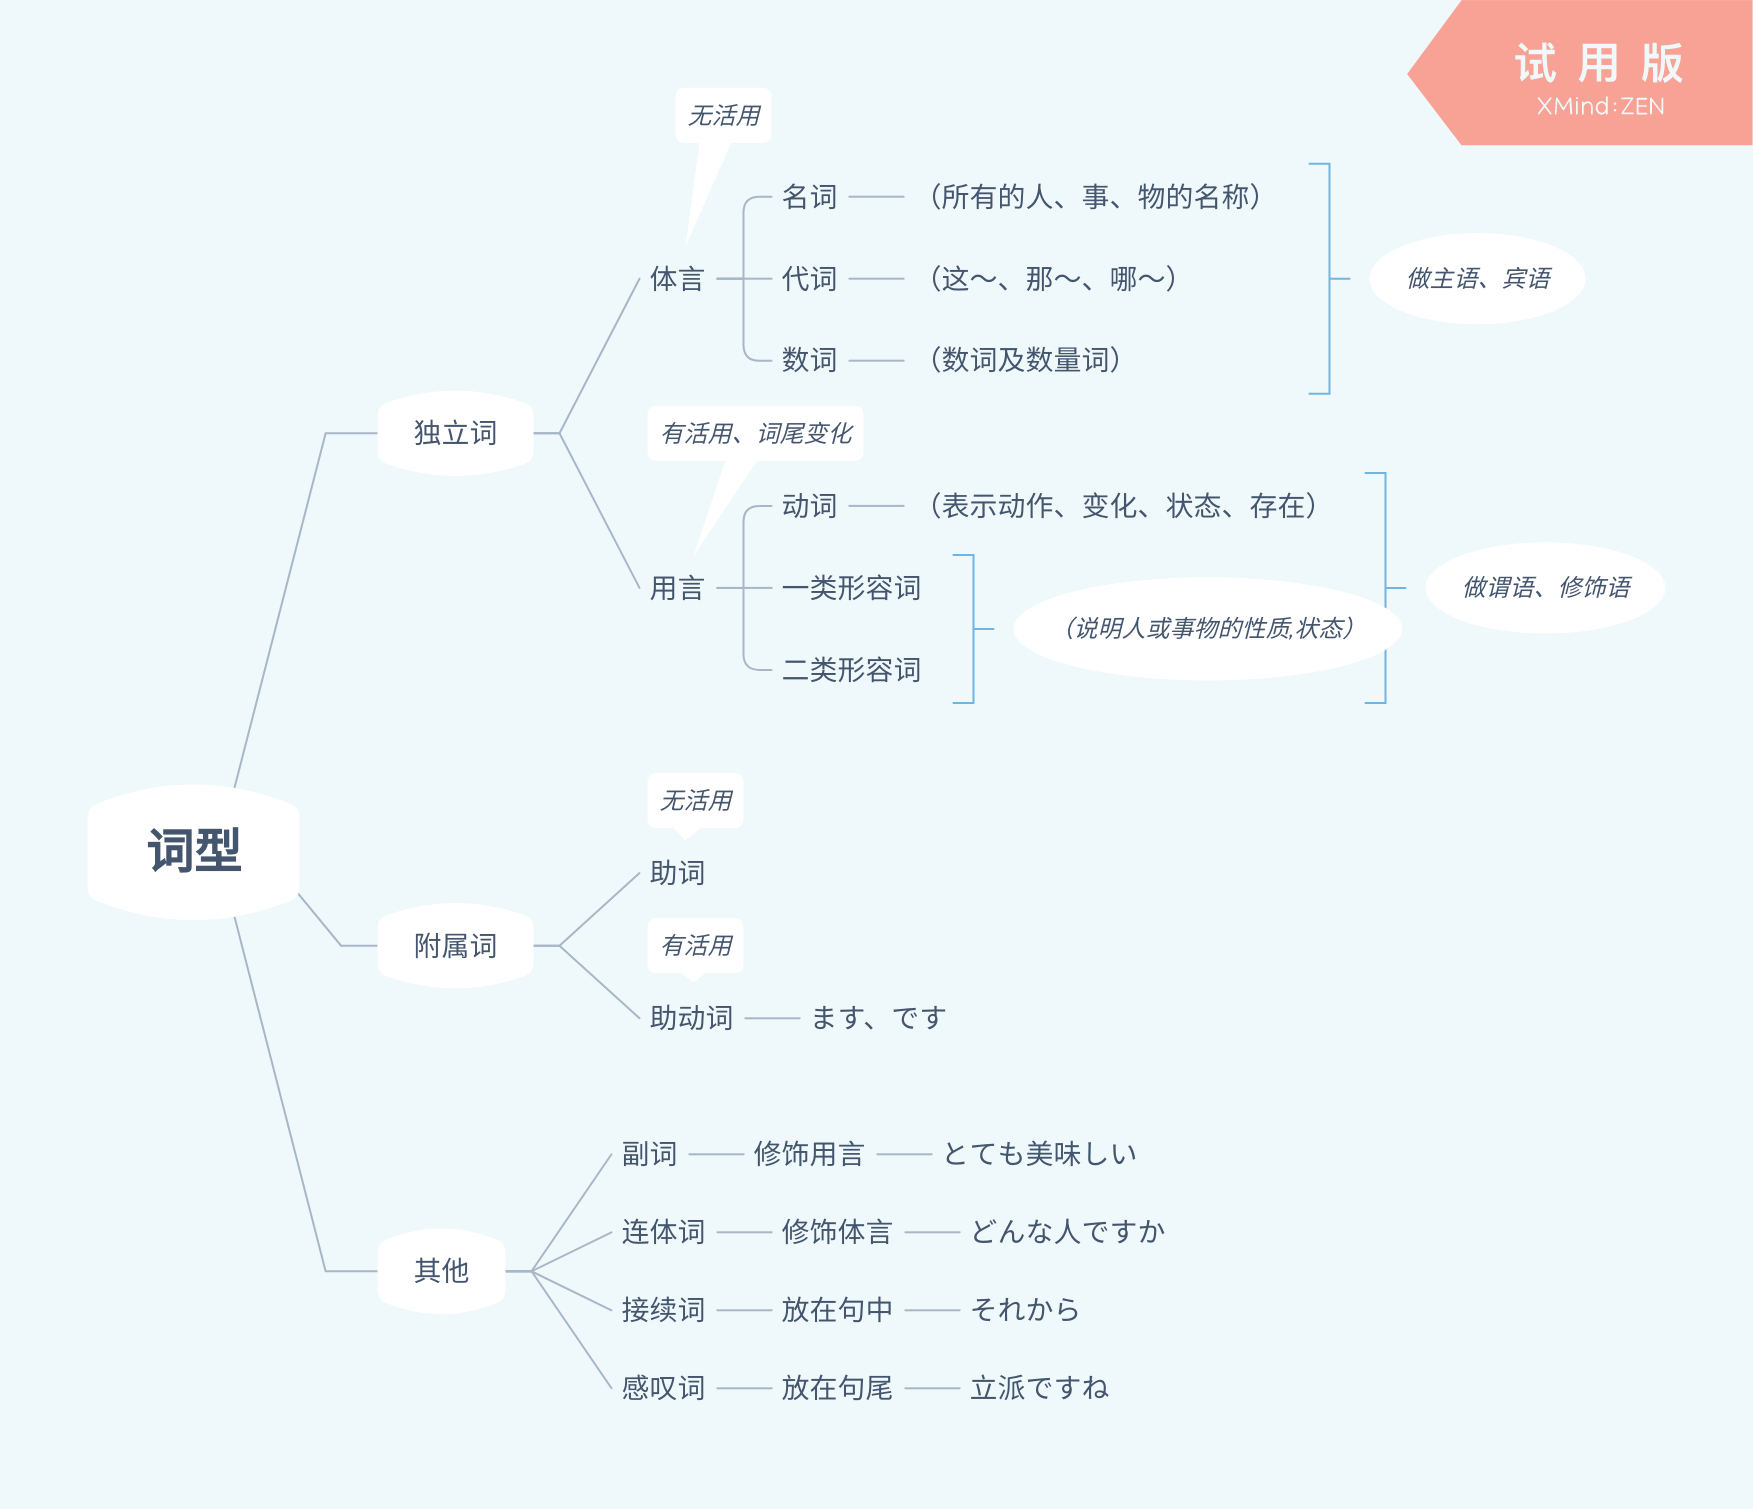 试用版
XMind:ZEN
词型
独立词
无活用
体言
名词
（所有的人、事、物的名称）
代词
（这～、那～、哪～）
数词
（数词及数量词）
做主语、宾语
有活用、词尾变化
用言
动词
（表示动作、变化、状态、存在）
一类形容词
二类形容词
（说明人或事物的性质,状态）
做谓语、修饰语
附属词
无活用
助词
有活用
助动词
ます、です
其他
副词
修饰用言
とても美味しい
连体词
修饰体言
どんな人ですか
接续词
放在句中
それから
感叹词
放在句尾
立派ですね